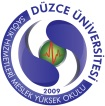 DÜZCE ÜNİVERSİTESİ
SAĞLIK HİZMETLERİ MESLEK YÜKSEK OKULU
2009